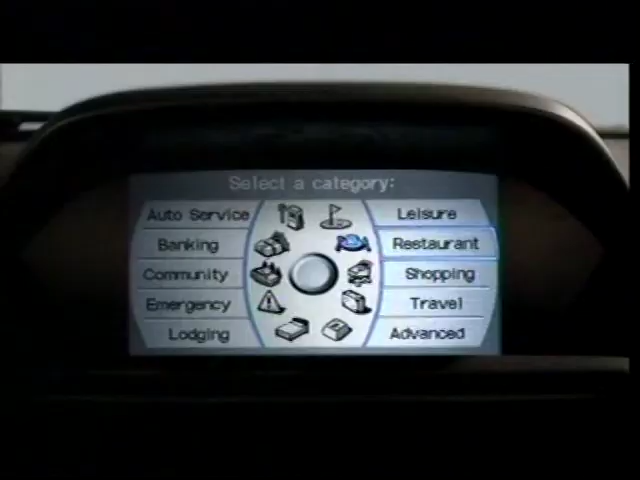 Select a category:
Auto Service
Banking
Community
Emergency
Lodging
Leisure
Restaurant
Shopping
Travel
Advanced